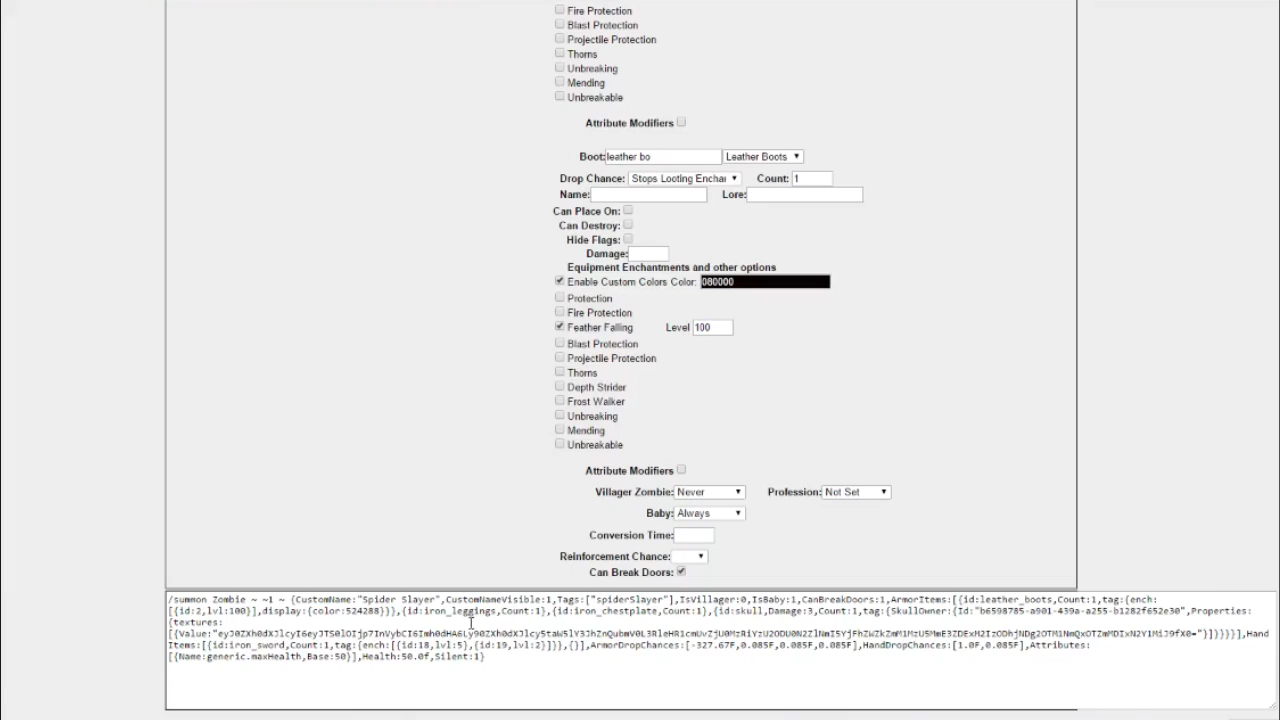 Fire Protection
Blast Protection
Projectile Protection
Thorns
Unbreaking
Mending
Unbreakable
Attribute Modifiers
Boot: leather bo Leather Boots
Drop Chance: Stops Looting Enchar Count: 1
Name: Lore:
Can Place On:
Can Destroy:
Hide Flags:
Damage:
Equipment Enchantments and other options
Enable Custom Colors Color: 080000
Protection
Fire Protection
Feather Falling Level 100
Blast Protection
Projectile Protection
Thorns
Depth Strider
Frost Walker
Unbreaking
Mending
Unbreakable
Attribute Modifiers
Villager Zombie: Never Profession: Not Set
Baby: Always
Conversion Time:
Reinforcement Chance:
Can Break Doors:
/summon Zombie ~ ~1 ~ {CustomName:"Spider Slayer",CustomNameVisible:1,Tags:["spiderSlayer"],IsVillager:0,IsBaby:1,CanBreakDoors:1,ArmorItems:[{id:leather_boots,Count:1,tag:{ench:
[{id:2,lvl:100}],display:{color:524288}}},{id:iron_leggings,Count:1},{id:iron_chestplate,Count:1},{id:skull,Damage:3,Count:1,tag:{SkullOwner:{Id:"b6598785-a901-439a-a255-b1282f652e30",Properties:
{textures:
Items:[{id:iron_sword,Count:1,tag:{ench:[{id:18,lvl:5},{id:19,lvl:2}]}},{}],ArmorDropChances:[-327.67F,0.085F,0.085F,0.085F],HandDropChances:[1.0F,0.085F],Attributes:
[{Name:generic.maxHealth,Base:50}],Health:50.0f,Silent:1}